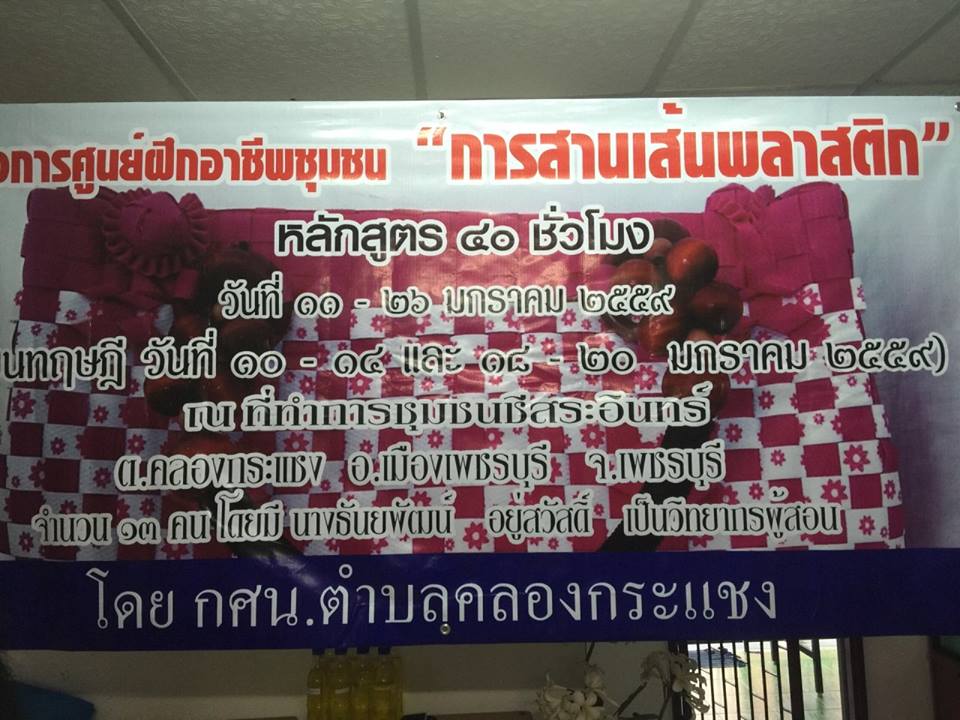 การศูนย์ฝึกอาชีพชุมชน "การสานเส้นพลาสติก"
หลักสูตร ๔๐ ชั่วโมง
วันที่ ๑๑ - ๒๖ มกราคม ๒๕๕๙
นทฤษฎี วันที่ ๑๐ - ๑๔ และ ๑๘ - ๒๐ มกราคม ๒๕๕๙)
ณ ที่ทำการชุมชนชีสระอินทร์
ต.คลองกระแชง อ.เมืองเพชรบุรี จ.เพชรบุรี
จำนวน ๑๓ คน โดยมี นางธันยพัฒน์ อยู่สวัสดิ์ เป็นวิทยากรผู้สอน
โดย กศน.ตำบลคลองกระแชง